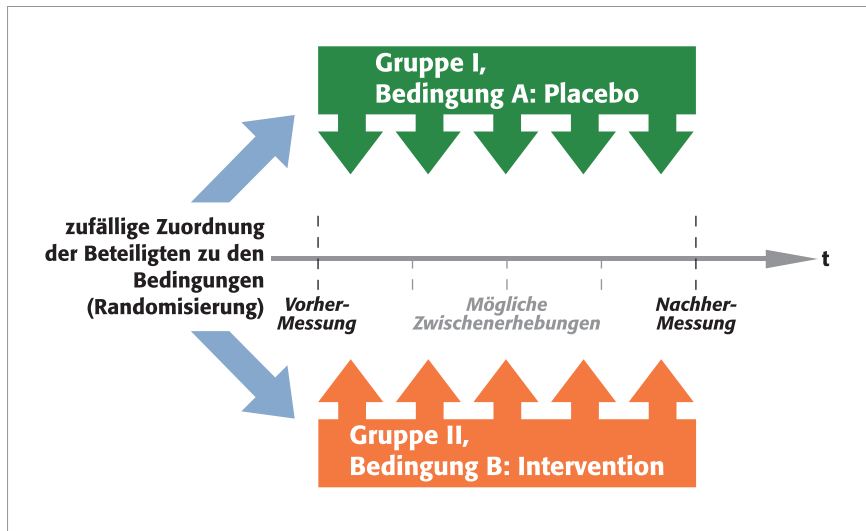 Gruppe I,
Bedingung A: Placebo
zufällige Zuordnung
der Beteiligten zu den
Bedingungen
(Randomisierung)
t
Vorher-
Messung
Mögliche
Zwischenerhebungen
Nachher-
Messung
Gruppe II,
Bedingung B: Intervention